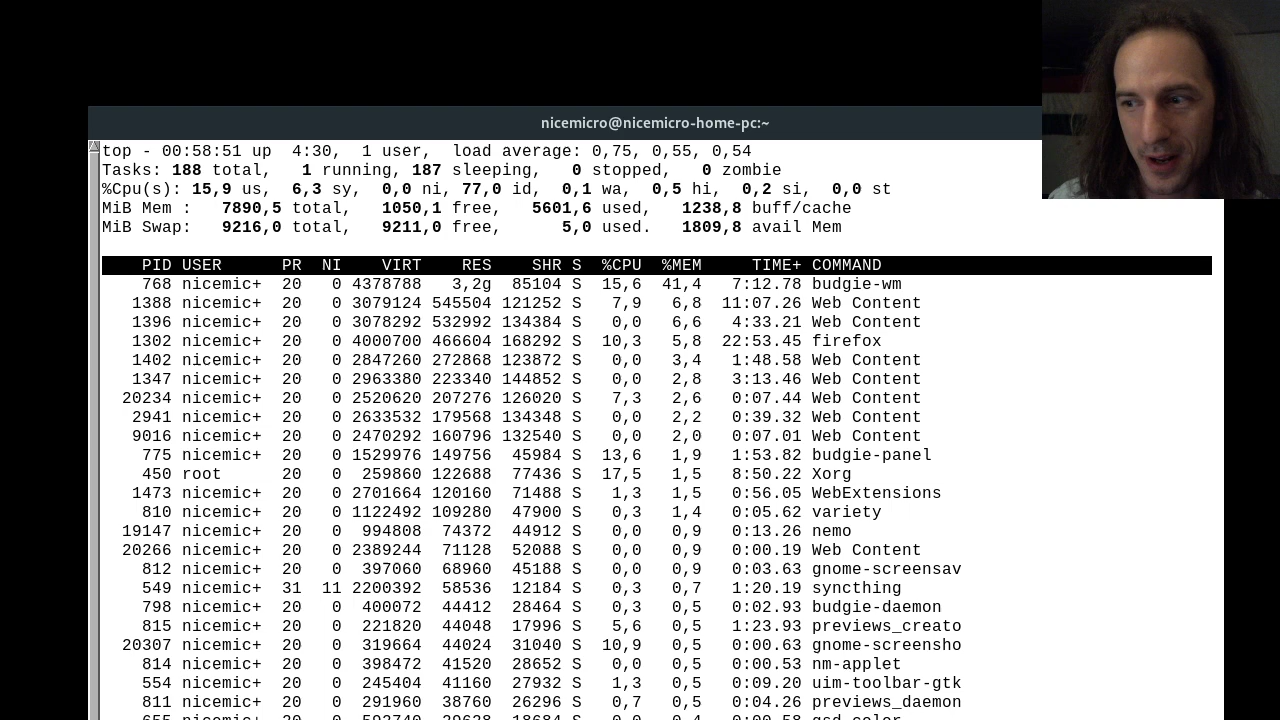 nicemicro@nicemicro-home-pc:~
top - 00:58:51 up  4:30,  1 user,  load average: 0,75, 0,55, 0,54
Tasks: 188 total,   1 running, 187 sleeping,   0 stopped,   0 zombie
%Cpu(s): 15,9 us,  6,3 sy,  0,0 ni, 77,0 id,  0,1 wa,  0,5 hi,  0,2 si,  0,0 st
MiB Mem :   7890,5 total,   1050,1 free,   5601,6 used,   1238,8 buff/cache
MiB Swap:   9216,0 total,   9211,0 free,      5,0 used.   1809,8 avail Mem
PID USER PR NI VIRT RES SHR S %CPU %MEM TIME+ COMMAND
768 nicemic+ 20 0 4378788 3,2g 85104 S 15,6 41,4 7:12.78 budgie-wm
1388 nicemic+ 20 0 3079124 545504 121252 S 7,9 6,8 11:07.26 Web Content
1396 nicemic+ 20 0 3078292 532992 134384 S 0,0 6,6 4:33.21 Web Content
1302 nicemic+ 20 0 4000700 466604 168292 S 10,3 5,8 22:53.45 firefox
1402 nicemic+ 20 0 2847260 272868 123872 S 0,0 3,4 1:48.58 Web Content
1347 nicemic+ 20 0 2963380 223340 144852 S 0,0 2,8 3:13.46 Web Content
20234 nicemic+ 20 0 2520620 207276 126020 S 7,3 2,6 0:07.44 Web Content
2941 nicemic+ 20 0 2633532 179568 134348 S 0,0 2,2 0:39.32 Web Content
9016 nicemic+ 20 0 2470292 160796 132540 S 0,0 2,0 0:07.01 Web Content
775 nicemic+ 20 0 1529976 149756 45984 S 13,6 1,9 1:53.82 budgie-panel
450 root 20 0 259860 122688 77436 S 17,5 1,5 8:50.22 Xorg
1473 nicemic+ 20 0 2701664 120160 71488 S 1,3 1,5 0:56.05 WebExtensions
810 nicemic+ 20 0 1122492 109280 47900 S 0,3 1,4 0:05.62 variety
19147 nicemic+ 20 0 994808 74372 44912 S 0,0 0,9 0:13.26 nemo
20266 nicemic+ 20 0 2389244 71128 52088 S 0,0 0,9 0:00.19 Web Content
812 nicemic+ 20 0 397060 68960 45188 S 0,0 0,9 0:03.63 gnome-screensav
549 nicemic+ 31 11 2200392 58536 12184 S 0,3 0,7 1:20.19 syncthing
798 nicemic+ 20 0 400072 44412 28464 S 0,3 0,5 0:02.93 budgie-daemon
815 nicemic+ 20 0 221820 44048 17996 S 5,6 0,5 1:23.93 previews_creato
20307 nicemic+ 20 0 319664 44024 31040 S 10,9 0,5 0:00.63 gnome-screensho
814 nicemic+ 20 0 398472 41520 28652 S 0,0 0,5 0:00.53 nm-applet
554 nicemic+ 20 0 245404 41160 27932 S 1,3 0,5 0:09.20 uim-toolbar-gtk
811 nicemic+ 20 0 291960 38760 26296 S 0,7 0,5 0:04.26 previews_daemon